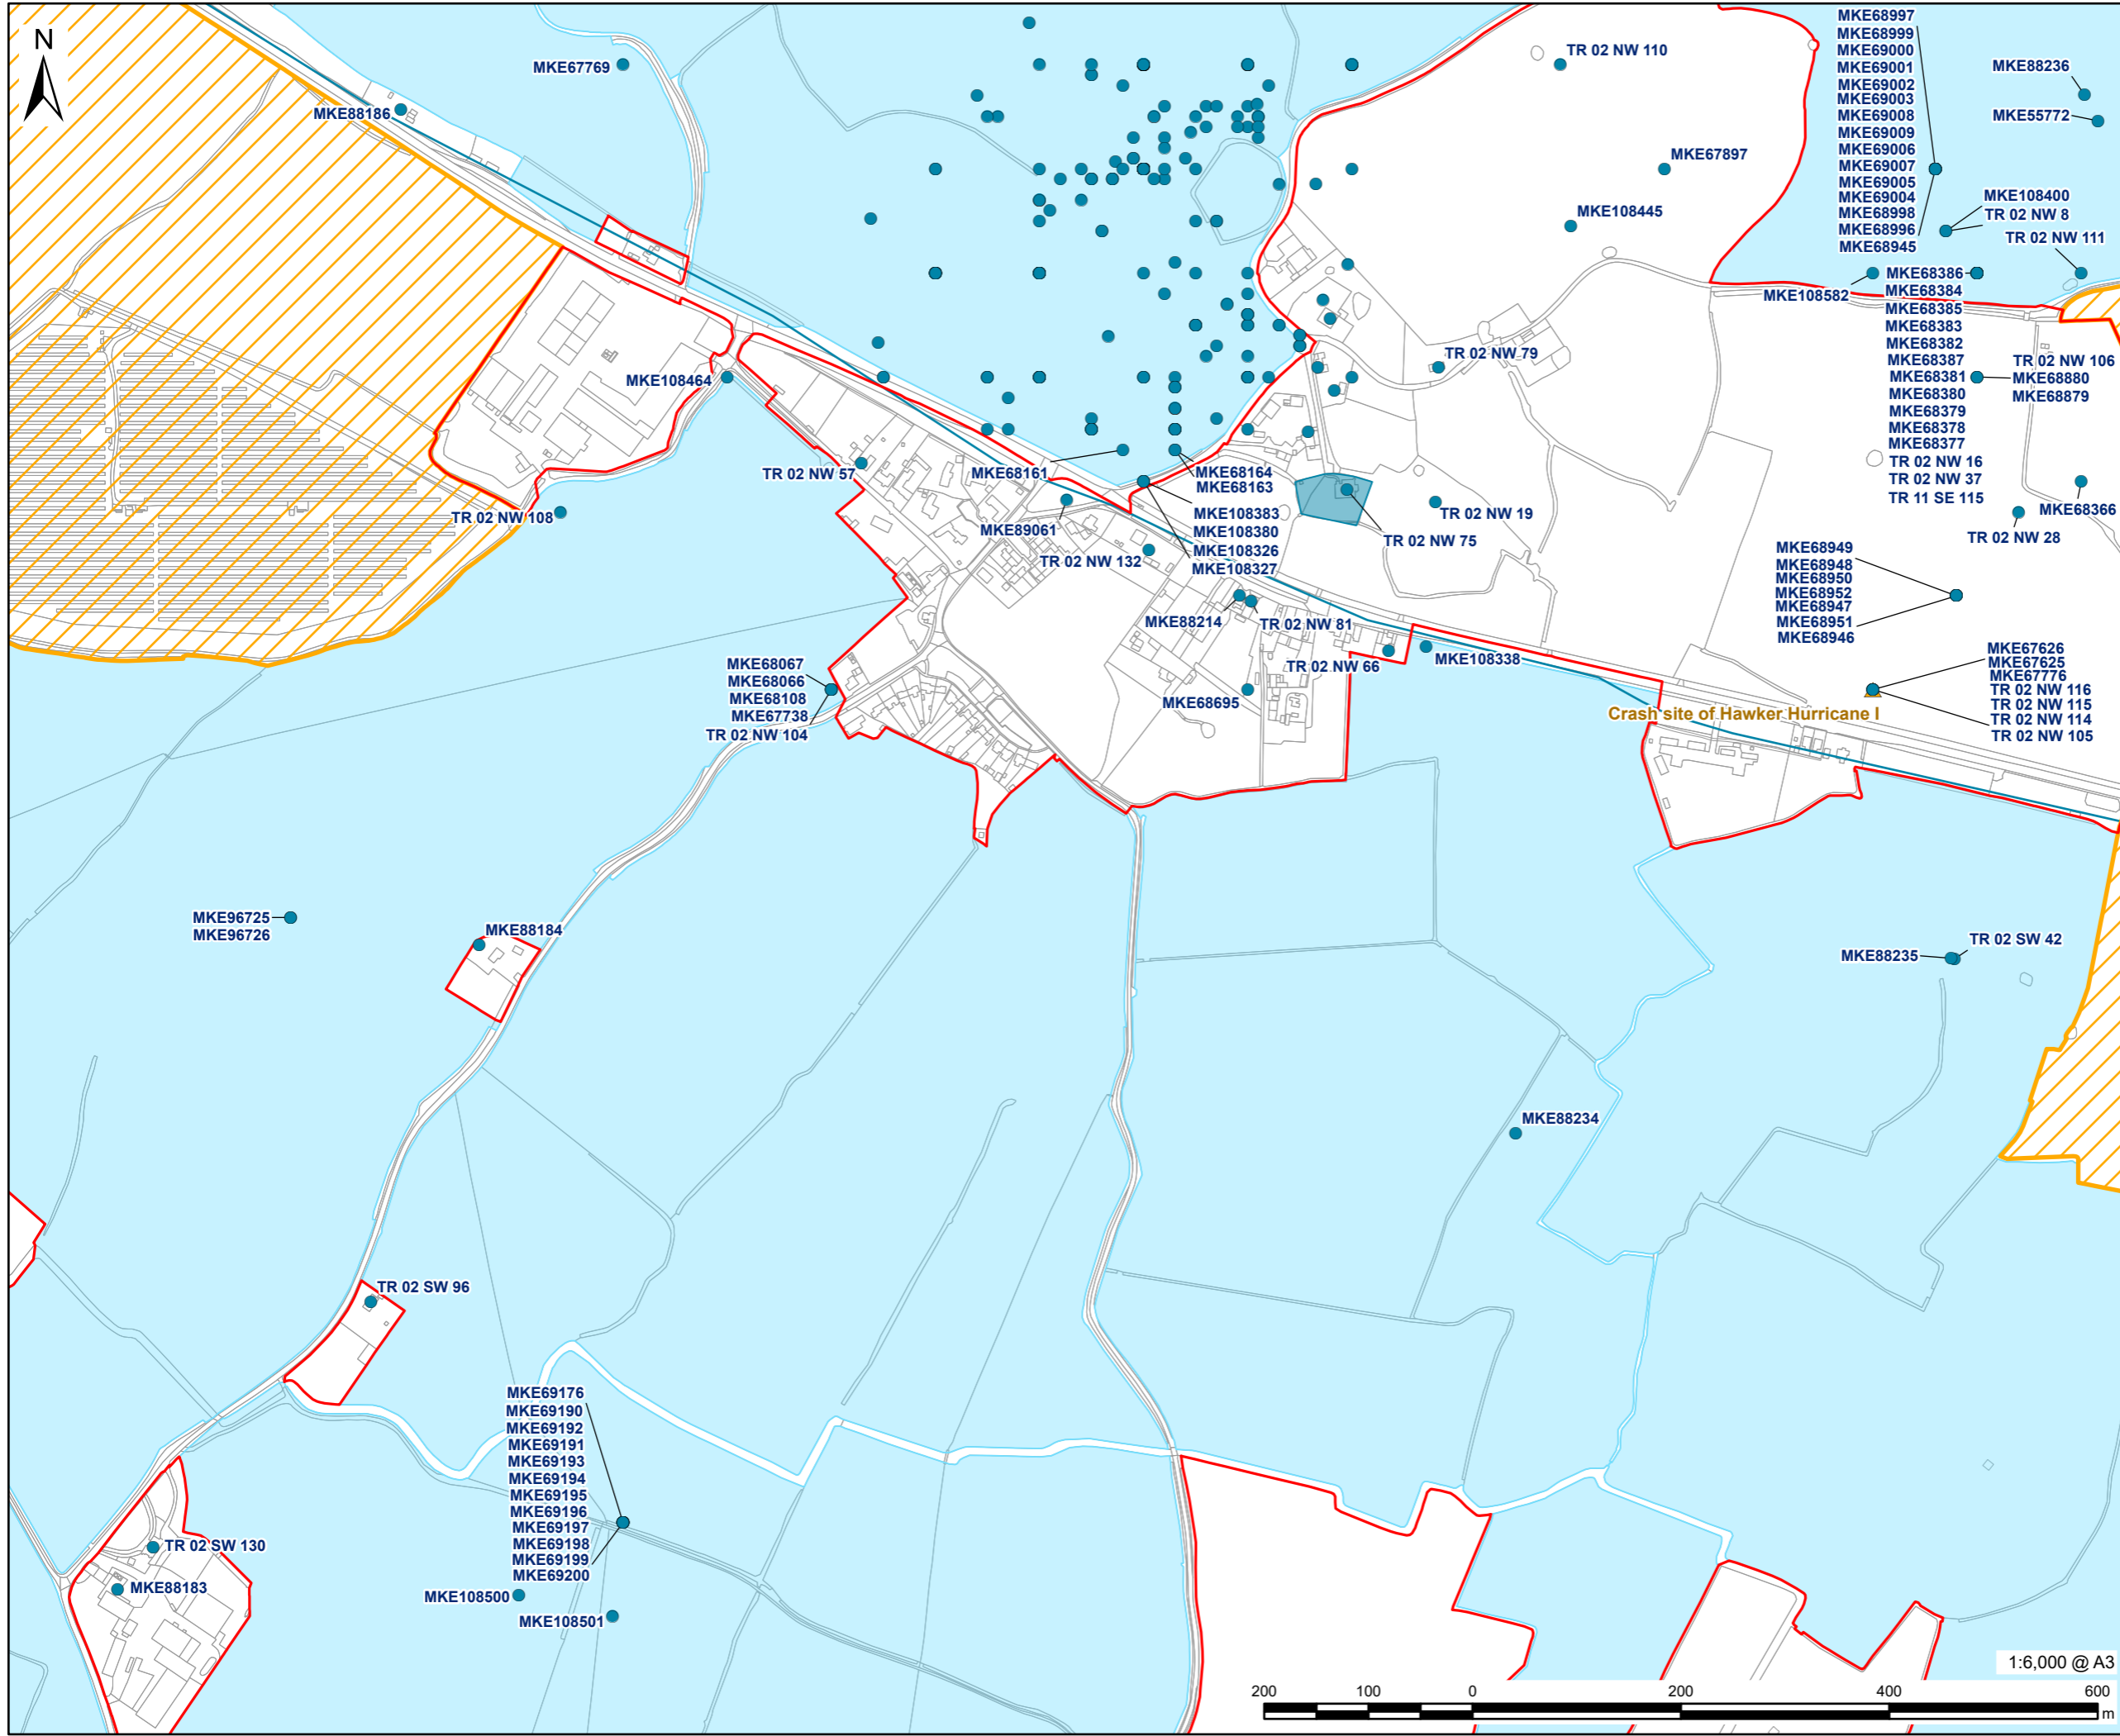 N
MKE67769
MKE88186
TR 02 NW 110
MKE68997
MKE68999
MKE69000
MKE69001
MKE69002
MKE69003
MKE69008
MKE69009
MKE69006
MKE69007
MKE69005
MKE69004
MKE68998
MKE68996
MKE68945
MKE88236
MKE55772
MKE67897
MKE108445
MKE108400
TR 02 NW 8
TR 02 NW 111
MKE108582
MKE68386
MKE68384
MKE68385
MKE68383
MKE68382
MKE68387
MKE68381
MKE68380
MKE68379
MKE68378
MKE68377
TR 02 NW 16
TR 02 NW 37
TR 11 SE 115
TR 02 NW 106
MKE68880
MKE68879
TR 02 NW 79
MKE108464
TR 02 NW 57
MKE68161
MKE68164
MKE68163
MKE108383
MKE108380
MKE108326
MKE108327
MKE89061
TR 02 NW 132
TR 02 NW 19
TR 02 NW 75
MKE68366
TR 02 NW 28
TR 02 NW 108
MKE68949
MKE68948
MKE68950
MKE68952
MKE68947
MKE68951
MKE68946
MKE88214
TR 02 NW 81
TR 02 NW 66
MKE108338
MKE68695
MKE68067
MKE68066
MKE68108
MKE67738
TR 02 NW 104
MKE67626
MKE67625
MKE67776
TR 02 NW 116
TR 02 NW 115
TR 02 NW 114
TR 02 NW 105
Crash site of Hawker Hurricane I
MKE96725
MKE96726
MKE88184
MKE88235
TR 02 SW 42
MKE88234
TR 02 SW 96
MKE69176
MKE69190
MKE69192
MKE69191
MKE69193
MKE69194
MKE69195
MKE69196
MKE69197
MKE69198
MKE69199
MKE69200
TR 02 SW 130
MKE88183
MKE108500
MKE108501
1:6,000 @ A3
200 100 0 200 400 600
m